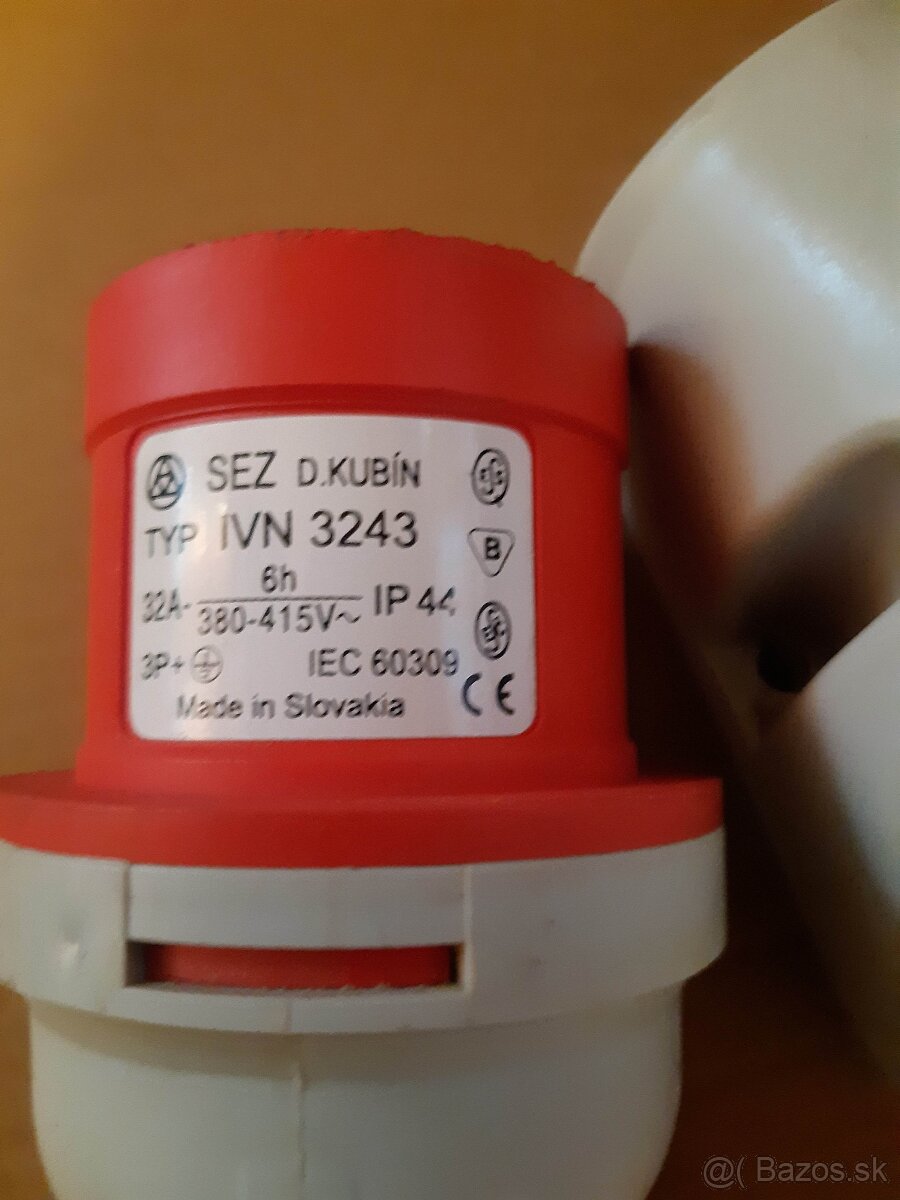 SEZ D.KUBÍN
TYP IVN 3243
B
6h
32A- 380-415V~ IP 44
3P+ IEC 60309
Made in Slovakia CE
@( Bazos.sk